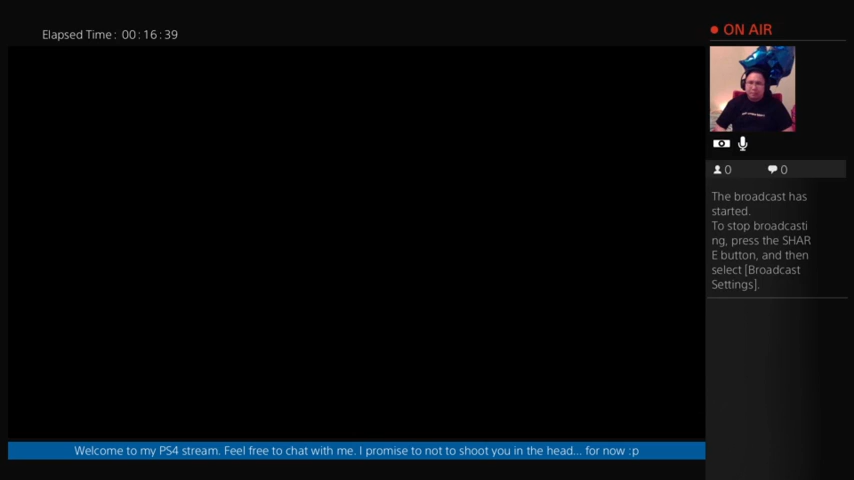 Elapsed Time: 00:16:39
ON AIR
0 0
The broadcast has
started.
To stop broadcasti
ng, press the SHAR
E button, and then
select [Broadcast
Settings].
Welcome to my PS4 stream. Feel free to chat with me. I promise to not to shoot you in the head... for now :p